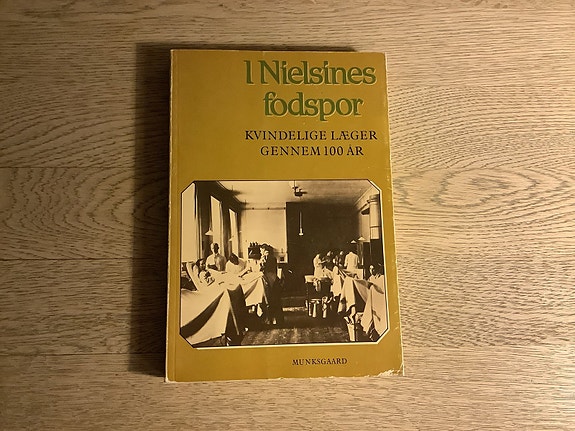 I Nielsines
fodspor
KVINDELIGE LÆGER
GENNEM 100 ÅR
MUNKSGAARD